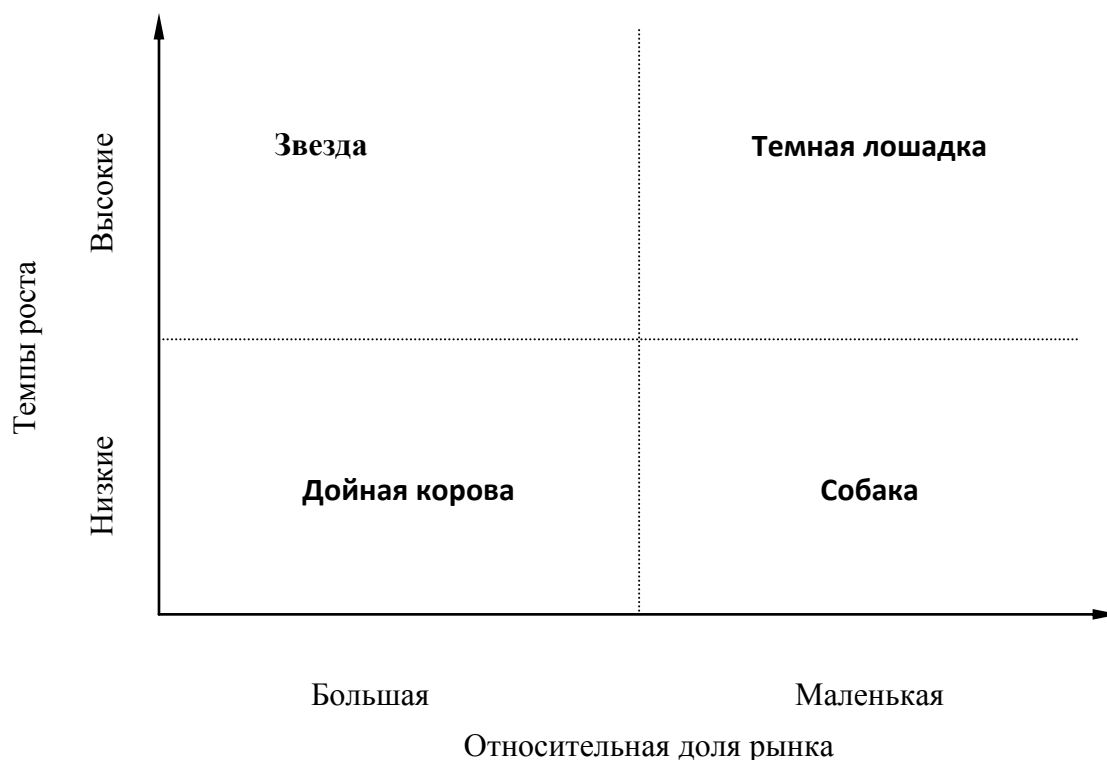 Звезда
Темная лошадка
Высокие
Темпы роста
Низкие
Дойная корова
Собака
Большая
Маленькая
Относительная доля рынка